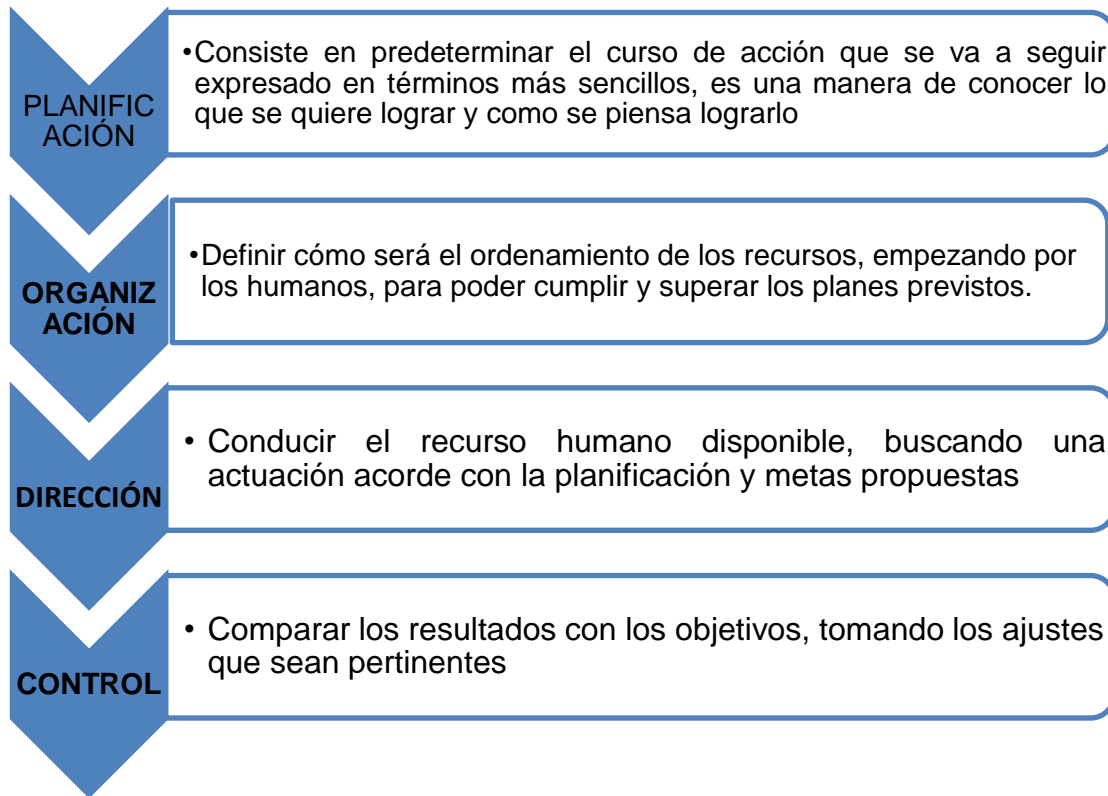 PLANIFIC
ACIÓN
•Consiste en predeterminar el curso de acción que se va a seguir
expresado en términos más sencillos, es una manera de conocer lo
que se quiere lograr y como se piensa lograrlo
ORGANIZ
ACIÓN
•Definir cómo será el ordenamiento de los recursos, empezando por
los humanos, para poder cumplir y superar los planes previstos.
DIRECCIÓN
• Conducir el recurso humano disponible, buscando una
actuación acorde con la planificación y metas propuestas
CONTROL
• Comparar los resultados con los objetivos, tomando los ajustes
que sean pertinentes